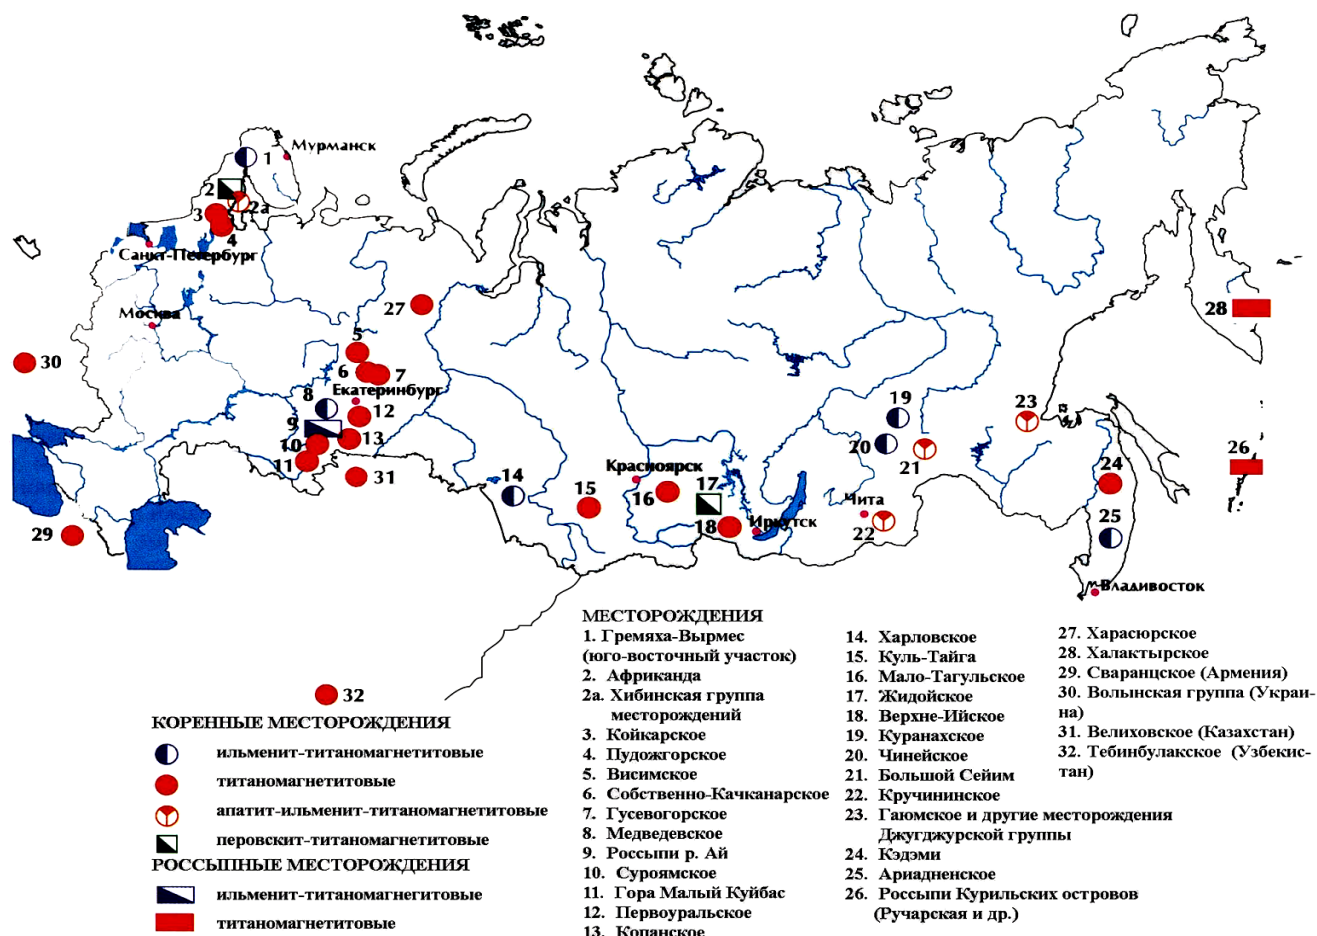 Мурманск
1
2
2а
3
4
Санкт-Петербург
Москва
27
28
30
5
6
7
Екатеринбург
8
9
12
10
13
11
31
29
14
15
Красноярск
16
17
18
Иркутск
19
20
21
Чита
22
23
24
25
26
Владивосток
32
МЕСТОРОЖДЕНИЯ
1. Гремяха-Вырмес
(юго-восточный участок)
2. Африканда
2а. Хибинская группа
месторождений
3. Койкарское
4. Пудожгорское
5. Висимское
6. Собственно-Качканарское
7. Гусевогорское
8. Медведевское
9. Россыпи р. Ай
10. Суроямское
11. Гора Малый Куйбас
12. Первоуральское
13. Копанское
14. Харловское
15. Куль-Тайга
16. Мало-Тагульское
17. Жидойское
18. Верхне-Ийское
19. Куранахское
20. Чинейское
21. Большой Сейим
22. Кручининское
23. Гаюмское и другие месторождения
Джугджурской группы
24. Кэдэми
25. Ариадненское
26. Россыпи Курильских островов
(Ручарская и др.)
27. Харасюрское
28. Халактырское
29. Сваранцское (Армения)
30. Волынская группа (Украи-
на)
31. Велиховское (Казахстан)
32. Тебинбулакское (Узбекис-
тан)
КОРЕННЫЕ МЕСТОРОЖДЕНИЯ
ильменит-титаномагнетитовые
титаномагнетитовые
апатит-ильменит-титаномагнетитовые
перовскит-титаномагнетитовые
РОССЫПНЫЕ МЕСТОРОЖДЕНИЯ
ильменит-титаномагнегитовые
титаномагнетитовые